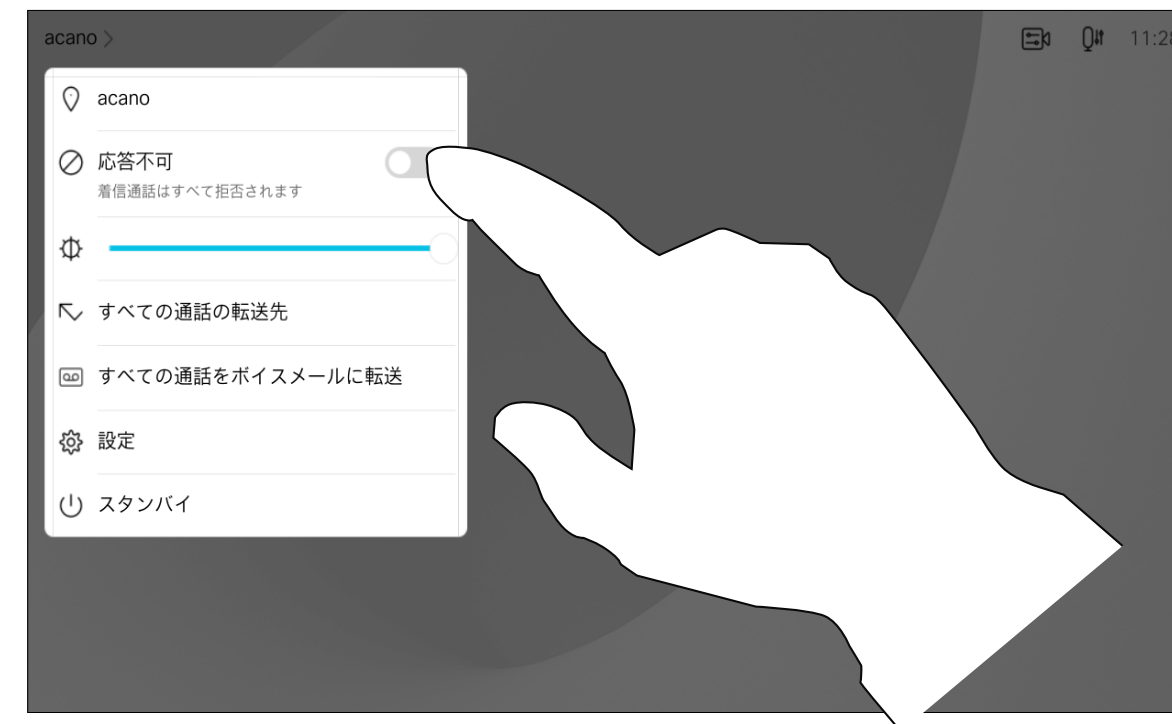 acano
11:28
acano
応答不可
着信通話はすべて拒否されます
すべての通話の転送先
すべての通話をボイスメールに転送
設定
スタンバイ